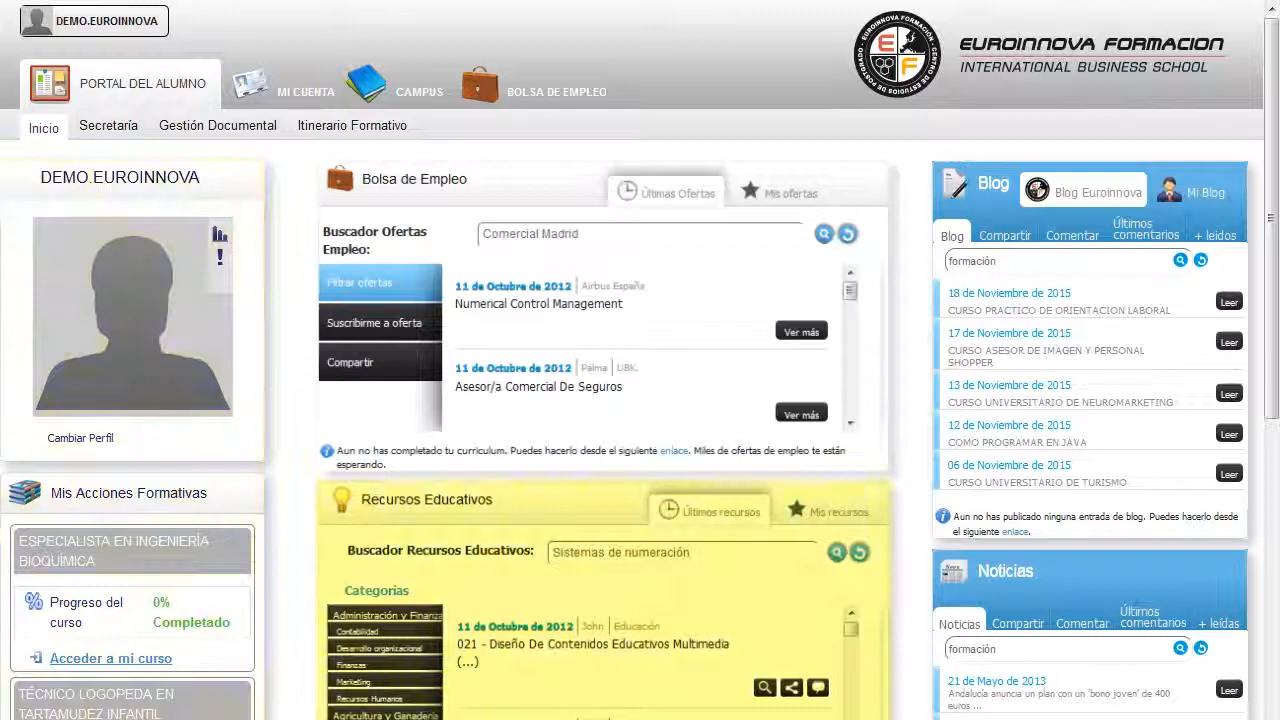 DEMO.EUROINNOVA
EUROINNOVA FORMACION
INTERNATIONAL BUSINESS SCHOOL
PORTAL DEL ALUMNO
MI CUENTA
CAMPUS
BOLSA DE EMPLEO
Inicio
Secretaría
Gestión Documental
Itinerario Formativo
DEMO.EUROINNOVA
Cambiar Perfil
Mis Acciones Formativas
ESPECIALISTA EN INGENIERÍA
BIOQUÍMICA
Progreso del
curso
0%
Completado
Acceder a mi curso
TÉCNICO LOGOPEDA EN
TARTAMUDEZ INFANTIL
Bolsa de Empleo
Últimas Ofertas
Mis ofertas
Buscador Ofertas
Empleo:
Comercial Madrid
Filtrar ofertas
Suscribirme a oferta
Compartir
11 de Octubre de 2012 Airbus España
Numerical Control Management
Ver más
11 de Octubre de 2012 Palma UBK.
Asesor/a Comercial De Seguros
Ver más
Aun no has completado tu curriculum. Puedes hacerlo desde el siguiente enlace. Miles de ofertas de empleo te están
esperando.
Recursos Educativos
Últimos recursos
Mis recursos
Buscador Recursos Educativos:
Sistemas de numeración
Categorías
Administración y Finanza
Contabilidad
Desarrollo organizacional
Finanzas
Marketing
Recursos Humanos
Agricultura y Ganadería
11 de Octubre de 2012 John Educación
021 - Diseño De Contenidos Educativos Multimedia
(...)
Blog
Blog Euroinnova
Mi Blog
Blog
Compartir
Comentar
Últimos
comentarios
+ leidos
formación
18 de Noviembre de 2015
CURSO PRACTICO DE ORIENTACION LABORAL
Leer
17 de Noviembre de 2015
CURSO ASESOR DE IMAGEN Y PERSONAL
SHOPPER
Leer
13 de Noviembre de 2015
CURSO UNIVERSITARIO DE NEUROMARKETING
Leer
12 de Noviembre de 2015
COMO PROGRAMAR EN JAVA
Leer
06 de Noviembre de 2015
CURSO UNIVERSITARIO DE TURISMO
Leer
Aun no has publicado ninguna entrada de blog. Puedes hacerlo desde
el siguiente enlace.
Noticias
Noticias
Compartir
Comentar
Últimos
comentarios
+ leídas
formación
21 de Mayo de 2013
Andalucía anuncia un
euros ...
Leer